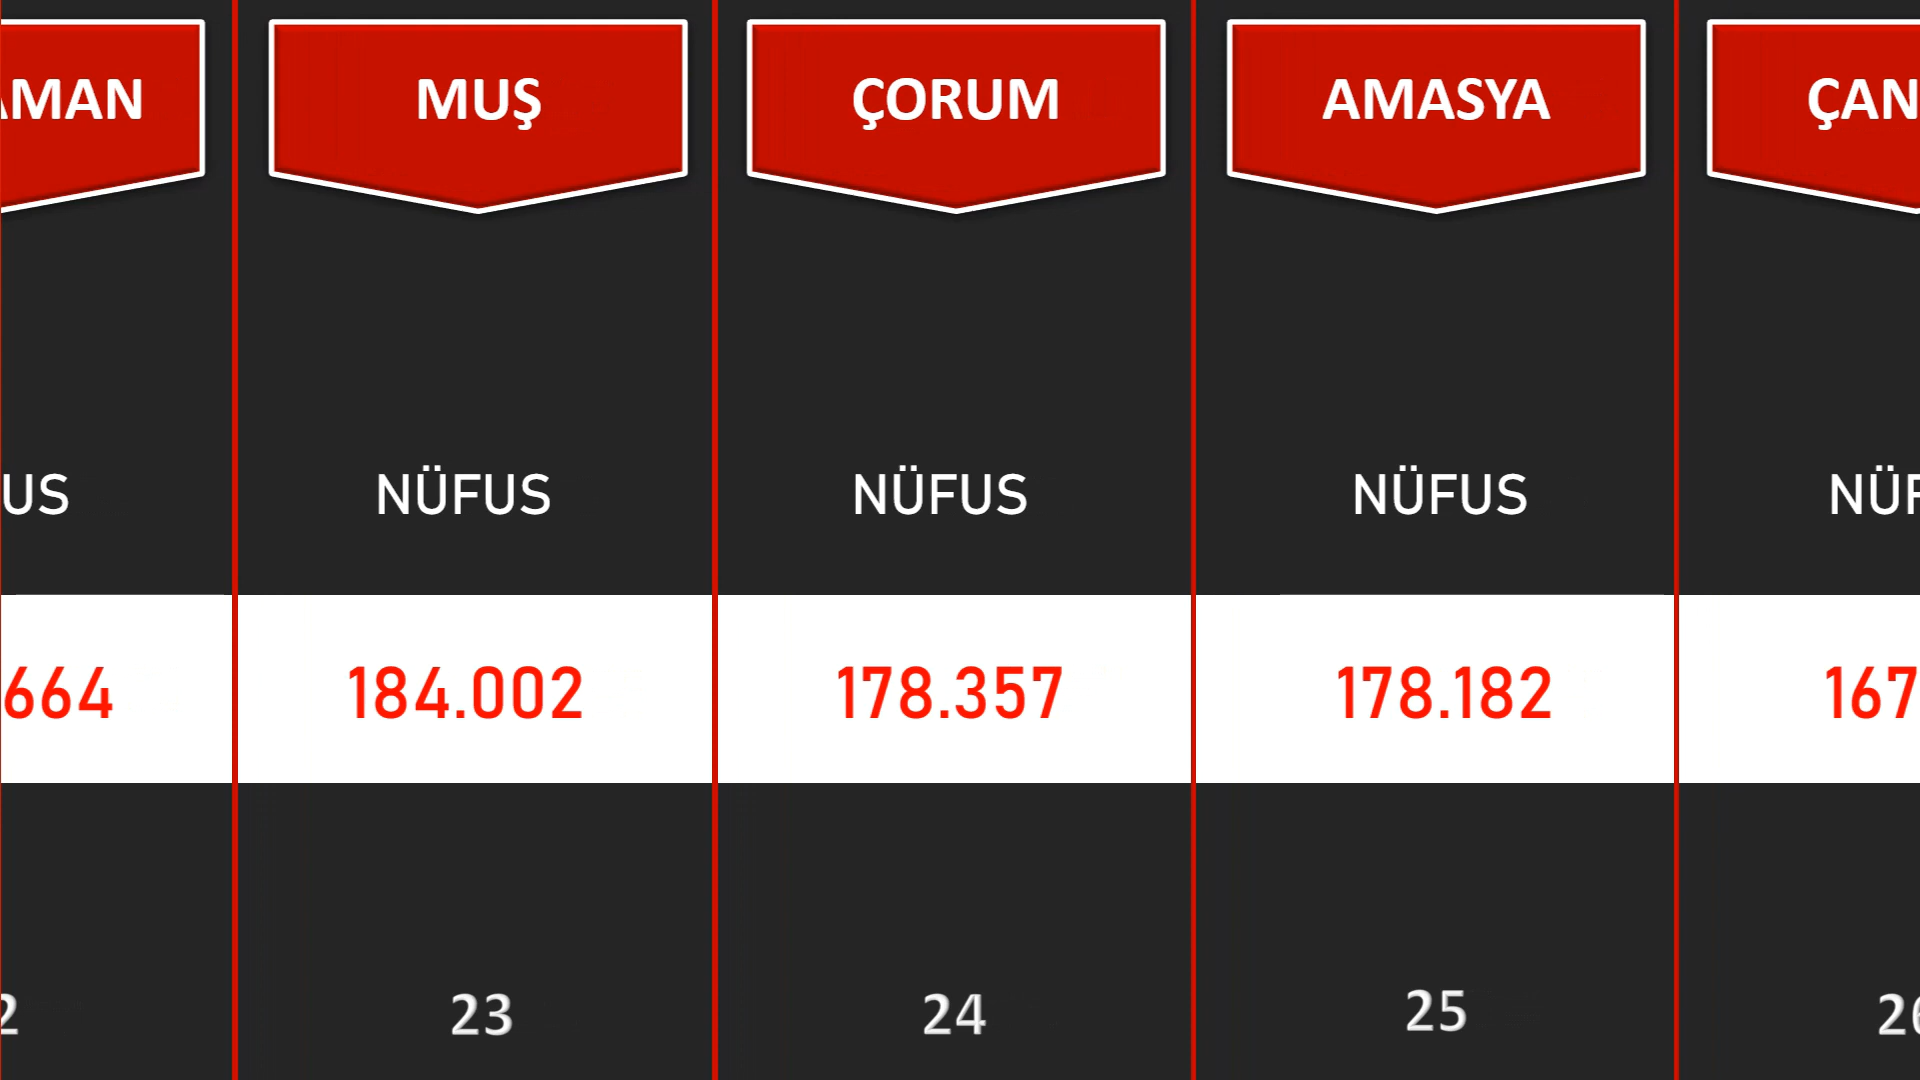 MUŞ
NÜFUS
184.002
23
ÇORUM
NÜFUS
178.357
24
AMASYA
NÜFUS
178.182
25